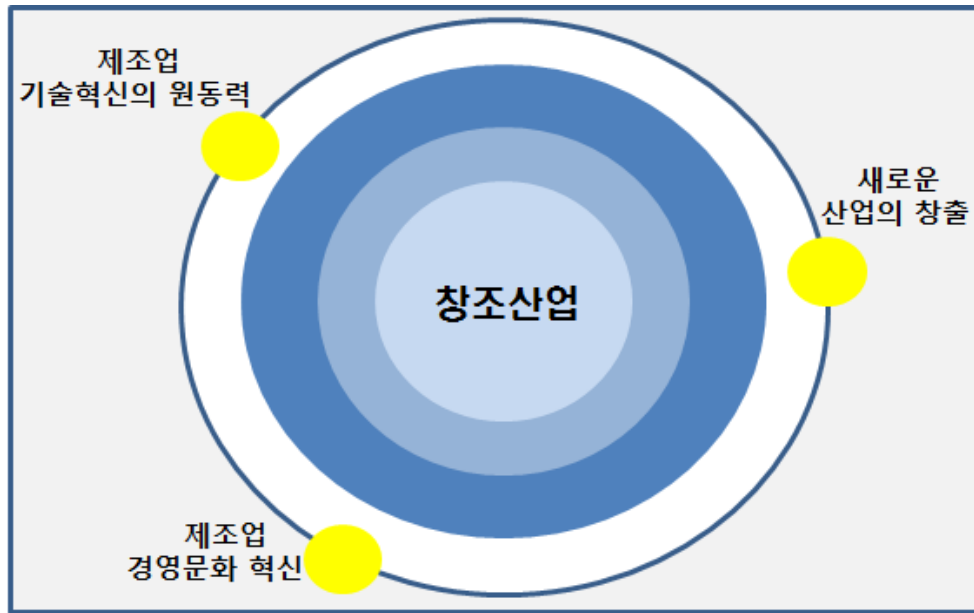 제조업
기술혁신의 원동력
새로운
산업의 창출
창조산업
제조업
경영문화 혁신